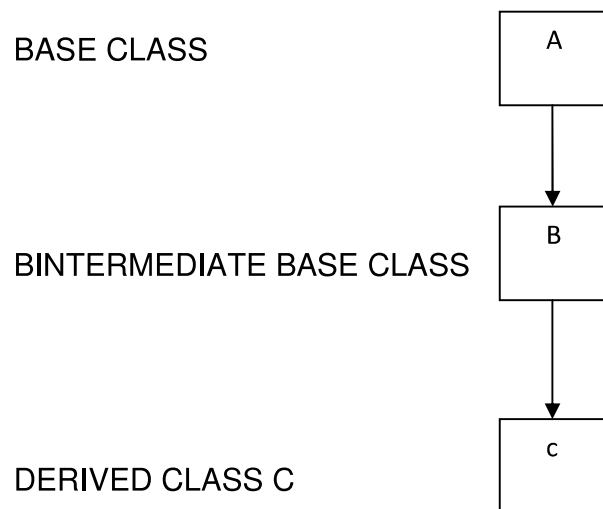 BASE CLASS
A
B
BINTERMEDIATE BASE CLASS
c
DERIVED CLASS C